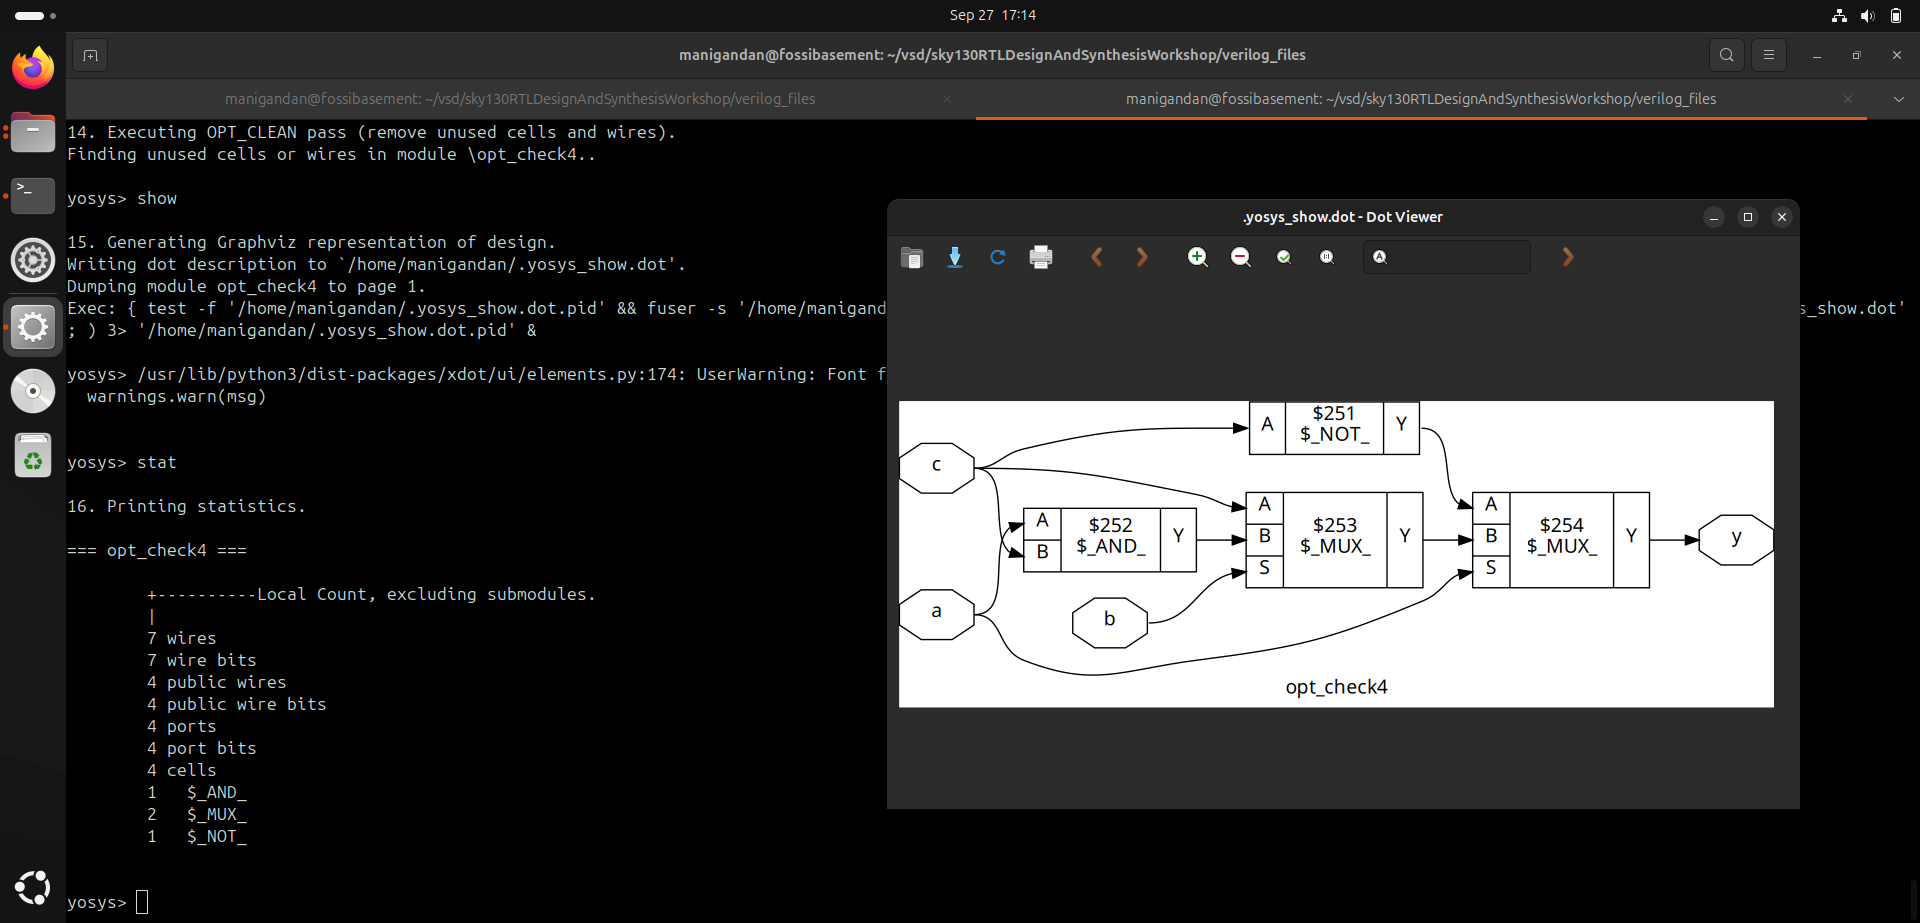 Sep 27 17:14
manigandan@fossibasement: ~/vsd/sky130RTLDesignAndSynthesisWorkshop/verilog_files
manigandan@fossibasement: ~/vsd/sky130RTLDesignAndSynthesisWorkshop/verilog_files
manigandan@fossibasement: ~/vsd/sky130RTLDesignAndSynthesisWorkshop/verilog_files
14. Executing OPT_CLEAN pass (remove unused cells and wires).
Finding unused cells or wires in module \opt_check4..
yosys> show
15. Generating Graphviz representation of design.
Writing dot description to `/home/manigandan/.yosys_show.dot'.
Dumping module opt_check4 to page 1.
Exec: { test -f '/home/manigandan/.yosys_show.dot.pid' && fuser -s '/home/manigand
s_show.dot'
; ) 3> '/home/manigandan/.yosys_show.dot.pid' &
yosys> /usr/lib/python3/dist-packages/xdot/ui/elements.py:174: UserWarning: Font f
warnings.warn(msg)
yosys> stat
16. Printing statistics.
=== opt_check4 ===
+----------Local Count, excluding submodules.
|
7 wires
7 wire bits
4 public wires
4 public wire bits
4 ports
4 port bits
4 cells
1 $_AND_
2 $_MUX_
1 $_NOT_
yosys>
.yosys_show.dot - Dot Viewer
A
$251
$_NOT_
Y
c
A
B
$252
$_AND_
Y
A
B
S
$253
$_MUX_
Y
A
B
S
$254
$_MUX_
Y
y
a
b
opt_check4